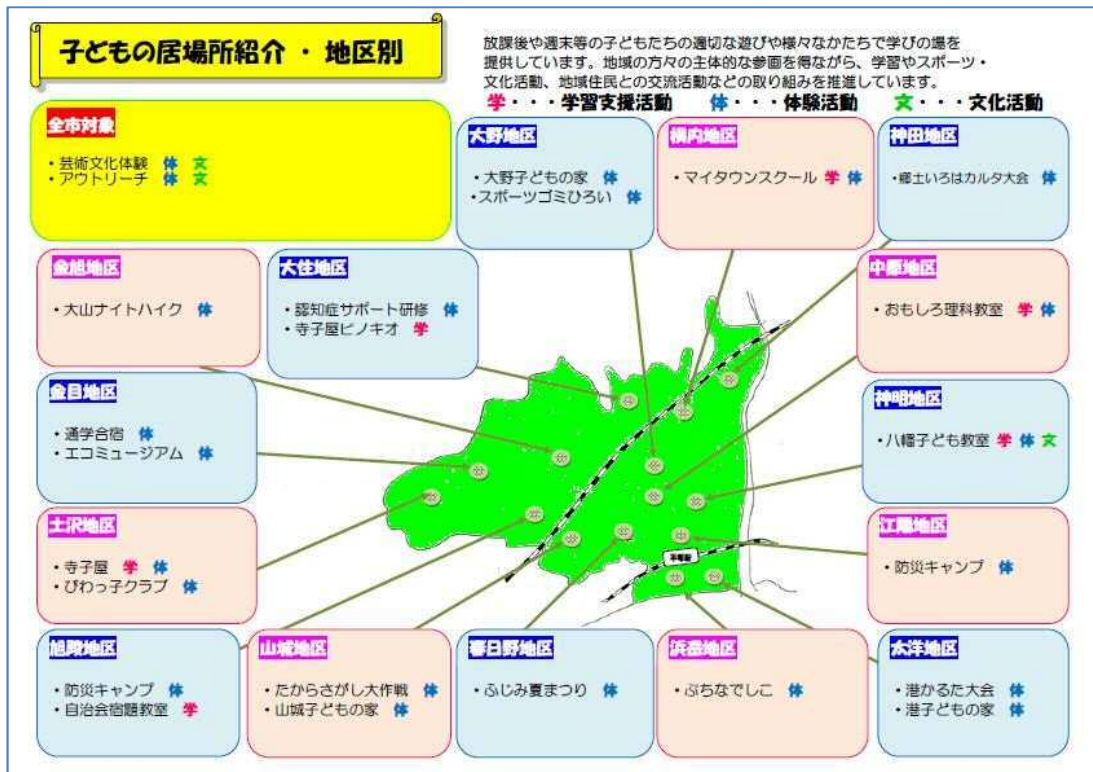 子どもの居場所紹介 ・ 地区別
放課後や週末等の子どもたちの適切な遊びや様々なかたちで学びの場を
提供しています。地域の方々の主体的な参画を得ながら、学習やスポーツ・
文化活動、地域住民との交流活動などの取り組みを推進しています。
学・・・学習支援活動 体・・・体験活動 文・・・文化活動
全市対象
・芸術文化体験 体 文
・アウトリーチ 体 文
大野地区
・大野子どもの家 体
・スポーツゴミひろい 体
横内地区
・マイタウンスクール 学 体
神田地区
・郷土いろはカルタ大会 体
金旭地区
・大山ナイトハイク 体
大住地区
・認知症サポート研修 体
・寺子屋ピノキオ 学
中原地区
・おもしろ理科教室 学 体
金目地区
・通学合宿 体
・エコミュージアム 体
神明地区
・八幡子ども教室 学 体 文
土沢地区
・寺子屋 学 体
・びわっ子クラブ 体
江陽地区
・防災キャンプ 体
平塚駅
旭陵地区
・防災キャンプ 体
・自治会宿題教室 学
山城地区
・たからさがし大作戦 体
・山城子どもの家 体
春日野地区
・ふじみ夏まつり 体
浜岳地区
・ぷちなでしこ 体
太洋地区
・港かるた大会 体
・港子どもの家 体